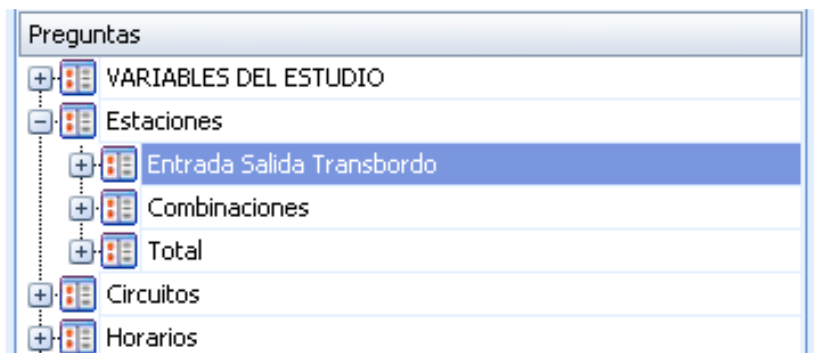 Preguntas
VARIABLES DEL ESTUDIO
Estaciones
Entrada Salida Transbordo
Combinaciones
Total
Circuitos
Horarios